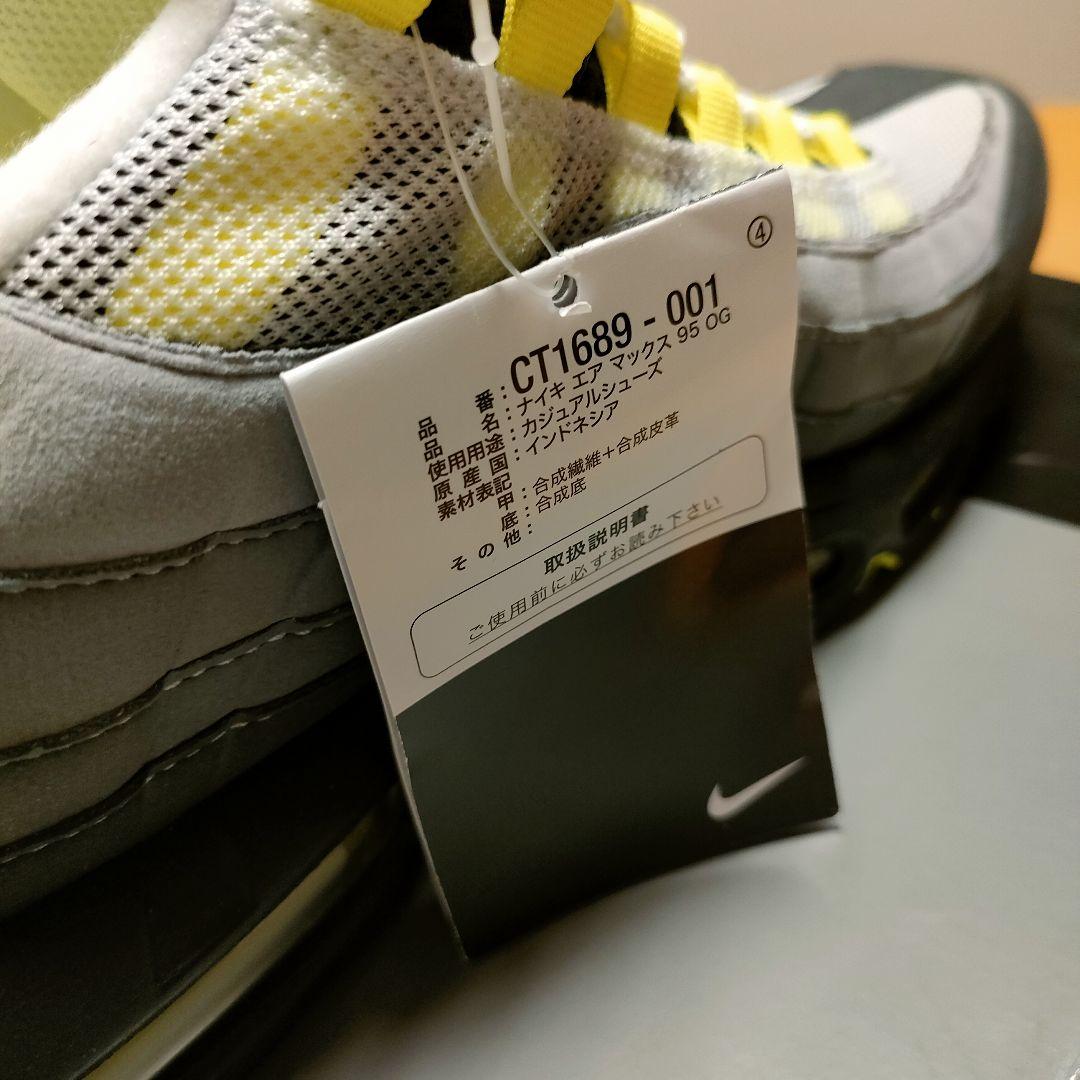 ④
品番：CT1689 - 001
品名：ナイキ エア マックス 95 OG
使用用途：カジュアルシューズ
原産国：インドネシア
素材表記
甲：合成繊維＋合成皮革
底：合成底
その他：
取扱説明書
ご使用前に必ずお読み下さい